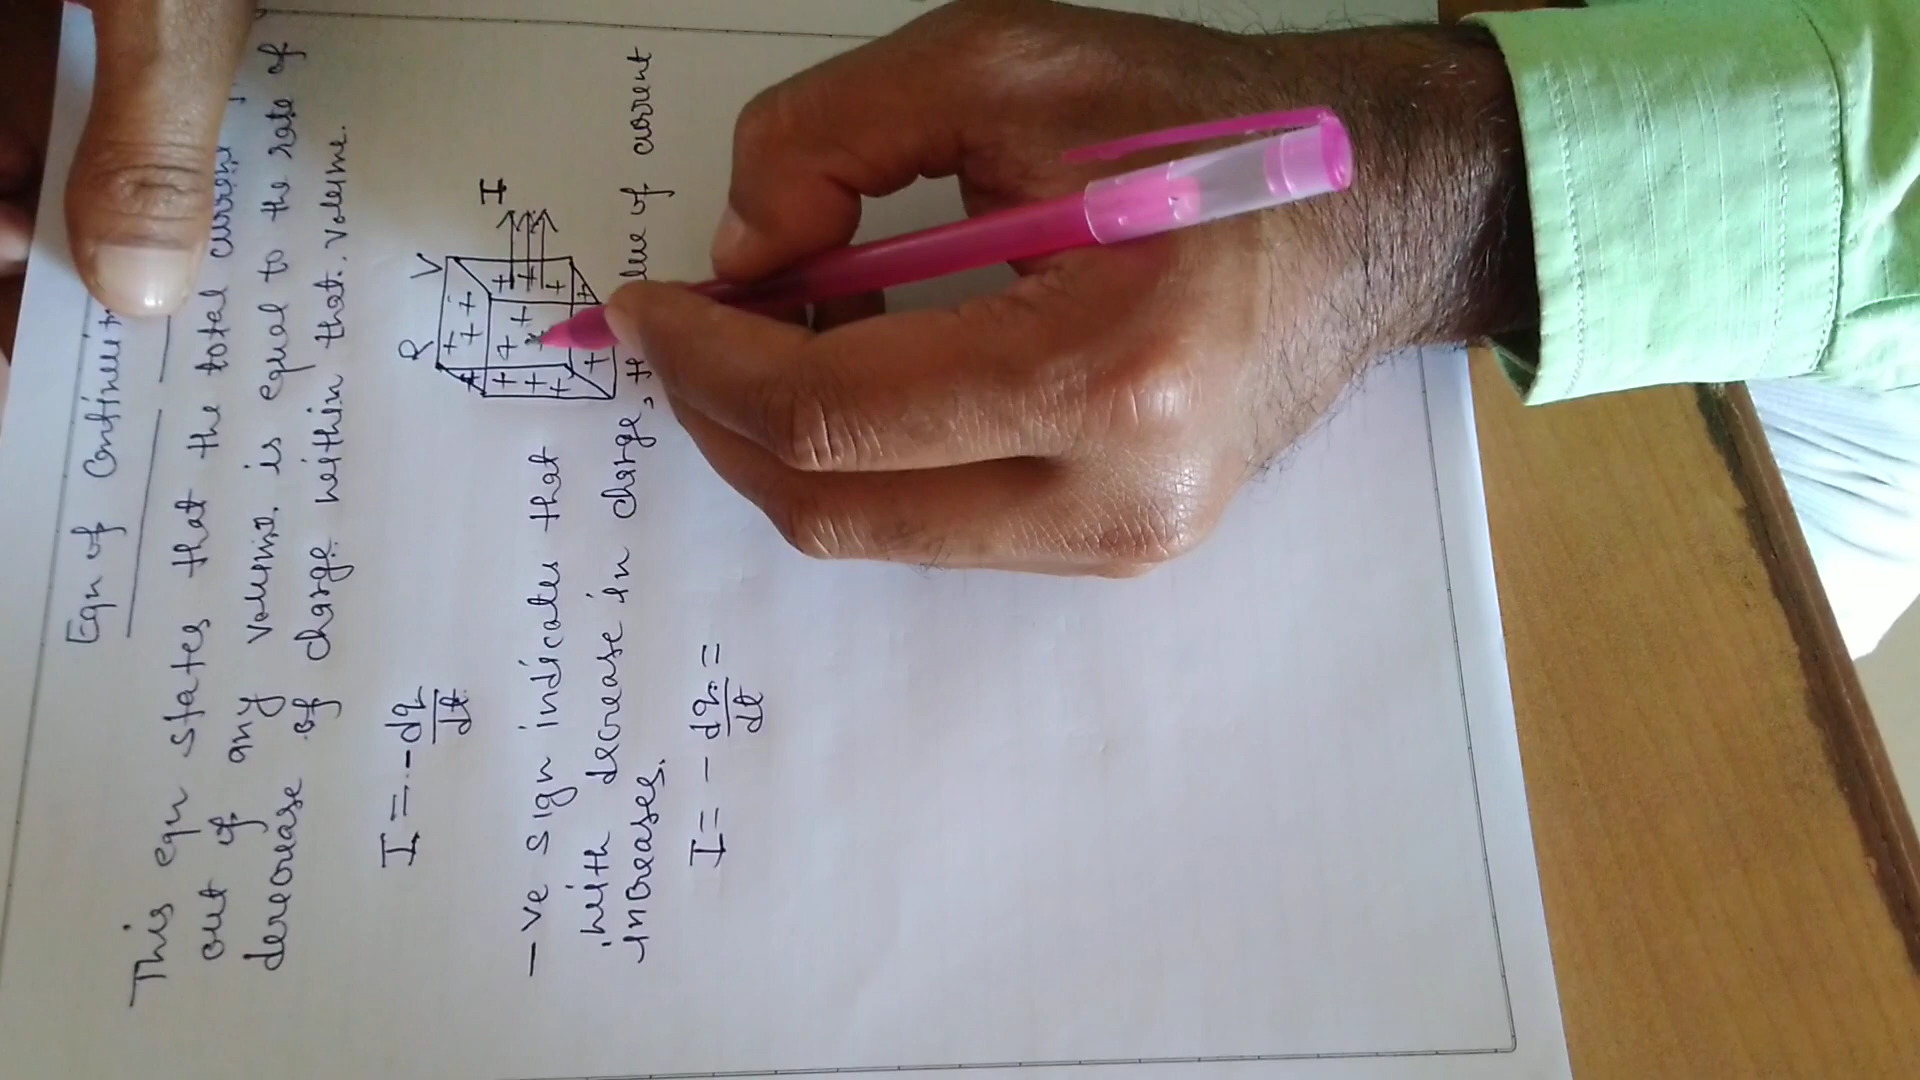 Eqn of Continuit
This eqn states that the total current
out of any volume is equal to the rate of
decrease of charge within that volume.
I = - dq/dt
R V
I
-ve sign indicates that
with decrease in charge, lue of current
increases.
I = - dq/dt =